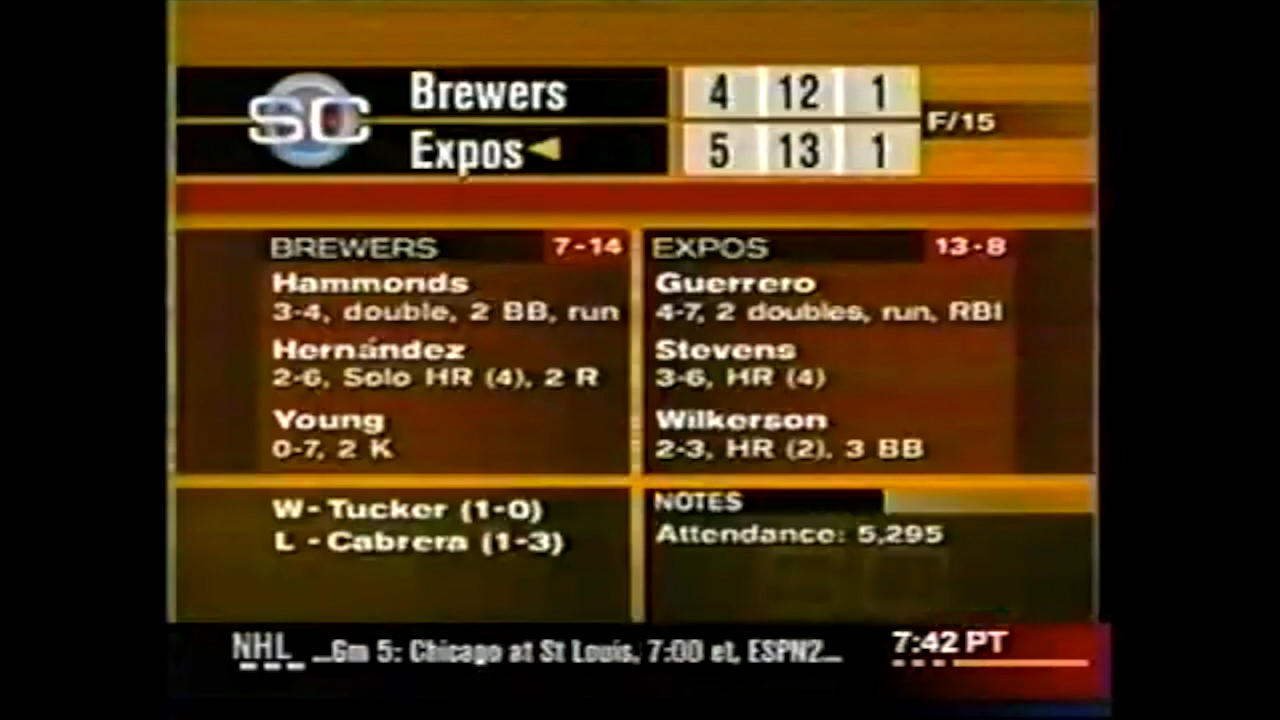 SC
Brewers 4 12 1
Expos 5 13 1
F/15
BREWERS 7-14
Hammonds
3-4, double, 2 BB, run
Hernández
2-6, Solo HR (4), 2 R
Young
0-7, 2 K
EXPOS 13-8
Guerrero
4-7, 2 doubles, run, RBI
Stevens
3-6, HR (4)
Wilkerson
2-3, HR (2), 3 BB
W-Tucker (1-0)
L-Cabrera (1-3)
NOTES
Attendance: 5,295
NHL ...Gm 5: Chicago at St Louis, 7:00 et, ESPN2...
7:42 PT